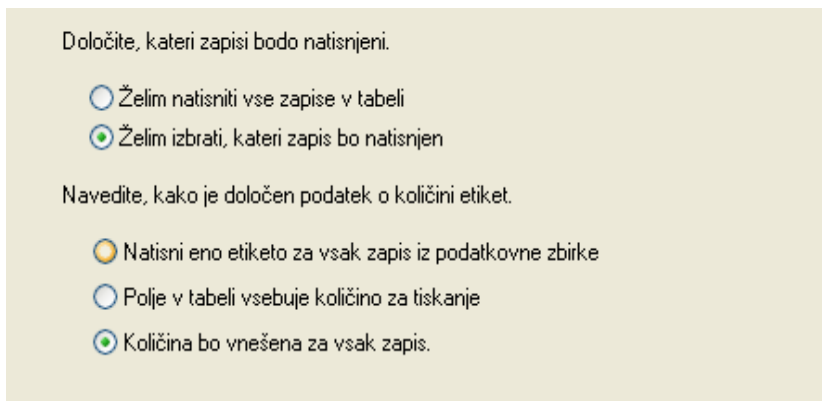 Določite, kateri zapisi bodo natisnjeni.
Želim natisniti vse zapise v tabeli
Želim izbrati, kateri zapis bo natisnjen
Navedite, kako je določen podatek o količini etiket.
Natisni eno etiketo za vsak zapis iz podatkovne zbirke
Polje v tabeli vsebuje količino za tiskanje
Količina bo vnešena za vsak zapis.